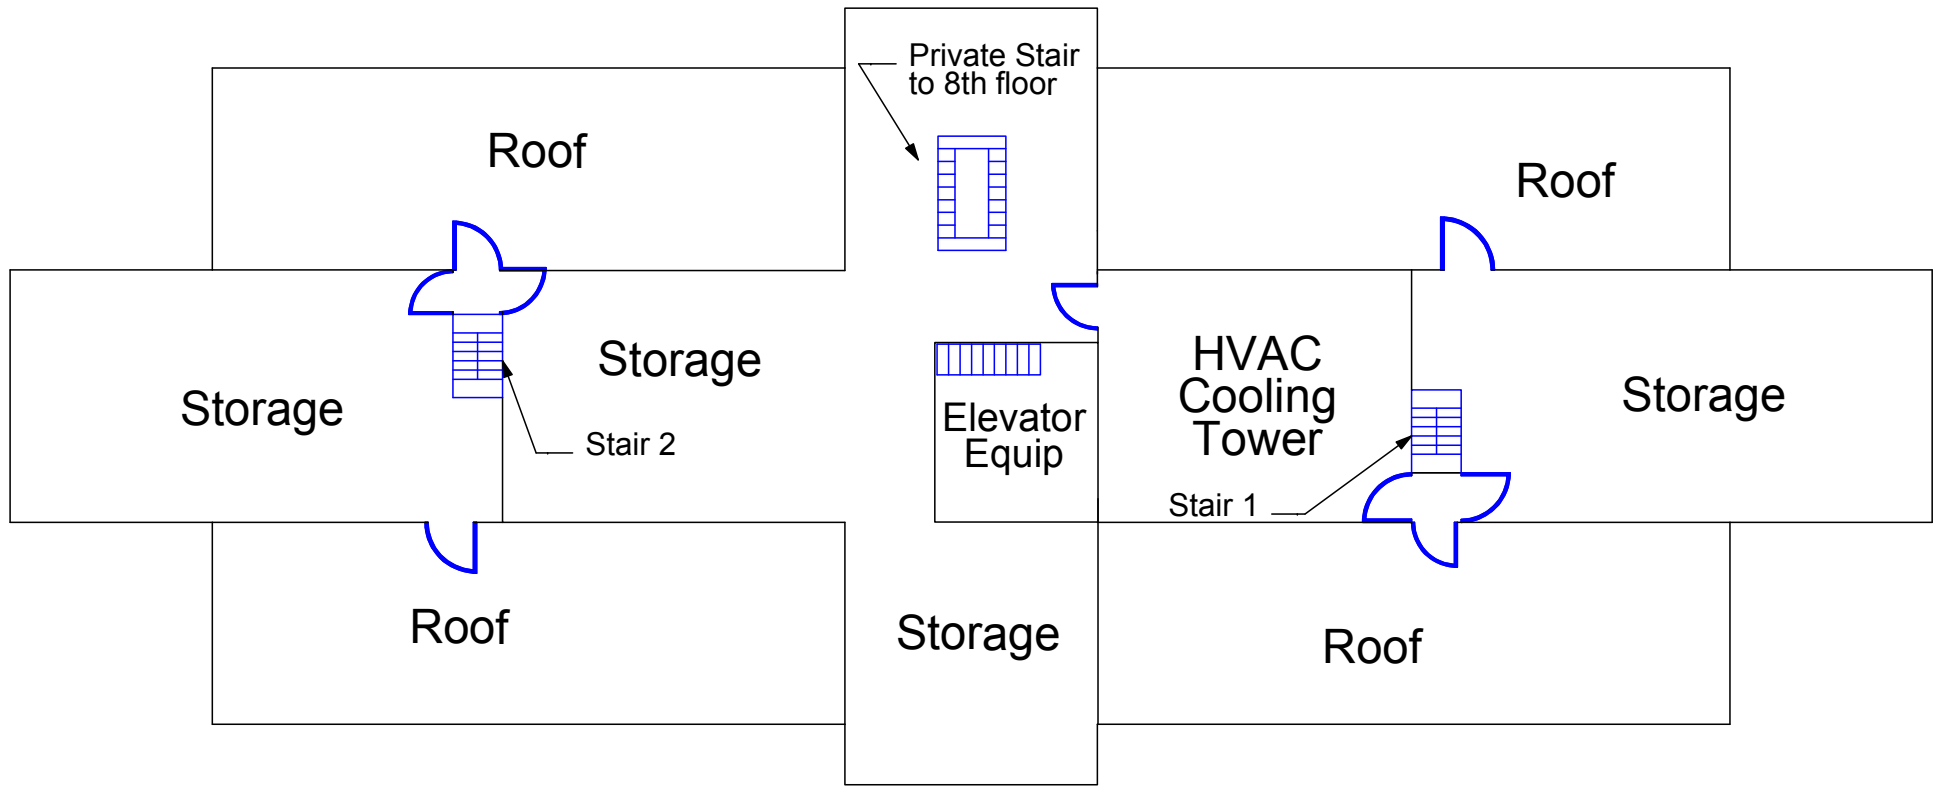 Private Stair
to 8th floor
Roof
Roof
Storage
Storage
Stair 2
Elevator
Equip
HVAC
Cooling
Tower
Stair 1
Storage
Roof
Storage
Roof